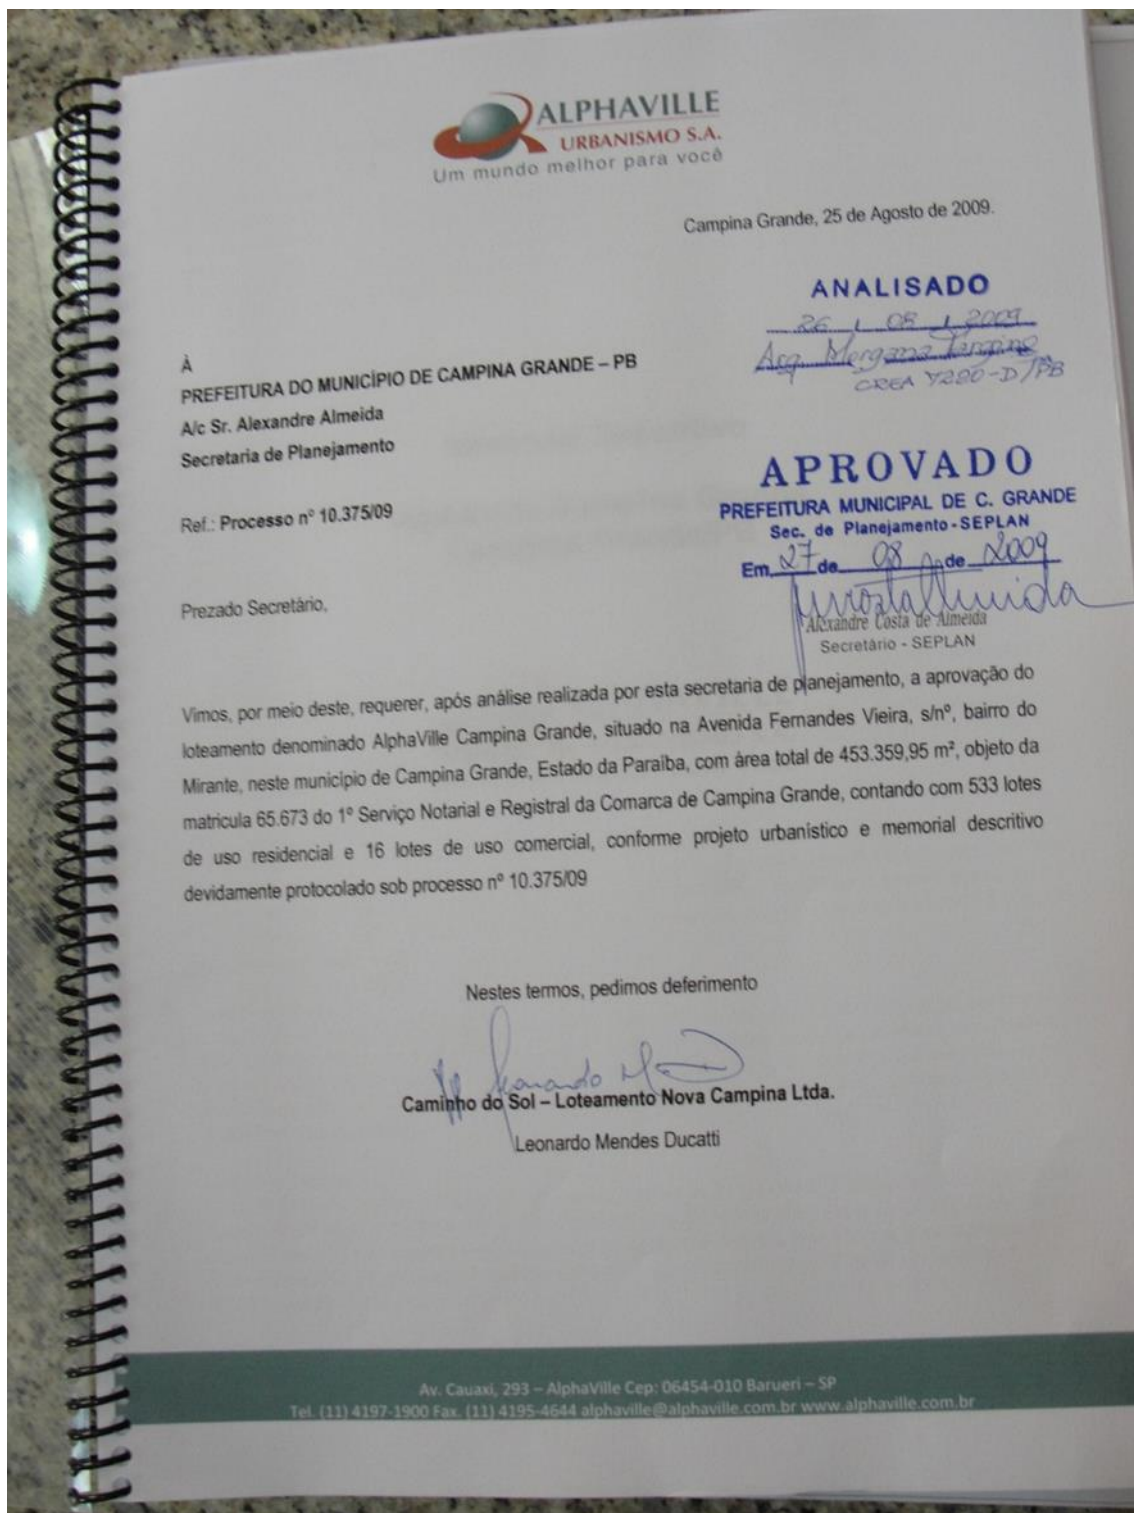 ALPHAVILLE
URBANISMO S.A.
Um mundo melhor para você
Campina Grande, 25 de Agosto de 2009.
ANALISADO
26 / 08 / 2009
Arq. Morgana Targino
CREA 7280-D/PB
À
PREFEITURA DO MUNICÍPIO DE CAMPINA GRANDE – PB
A/c Sr. Alexandre Almeida
Secretaria de Planejamento
APROVADO
PREFEITURA MUNICIPAL DE C. GRANDE
Sec. de Planejamento - SEPLAN
Em 27 de 08 de 2009
Alexandre Costa de Almeida
Secretário - SEPLAN
Ref.: Processo nº 10.375/09
Prezado Secretário,
Vimos, por meio deste, requerer, após análise realizada por esta secretaria de planejamento, a aprovação do
loteamento denominado AlphaVille Campina Grande, situado na Avenida Fernandes Vieira, s/nº, bairro do
Mirante, neste município de Campina Grande, Estado da Paraíba, com área total de 453.359,95 m², objeto da
matricula 65.673 do 1º Serviço Notarial e Registral da Comarca de Campina Grande, contando com 533 lotes
de uso residencial e 16 lotes de uso comercial, conforme projeto urbanístico e memorial descritivo
devidamente protocolado sob processo nº 10.375/09
Nestes termos, pedimos deferimento
Caminho do Sol – Loteamento Nova Campina Ltda.
Leonardo Mendes Ducatti
Av. Cauaxi, 293 – AlphaVille Cep: 06454-010 Barueri – SP
Tel. (11) 4197-1900 Fax. (11) 4195-4644 alphaville@alphaville.com.br www.alphaville.com.br